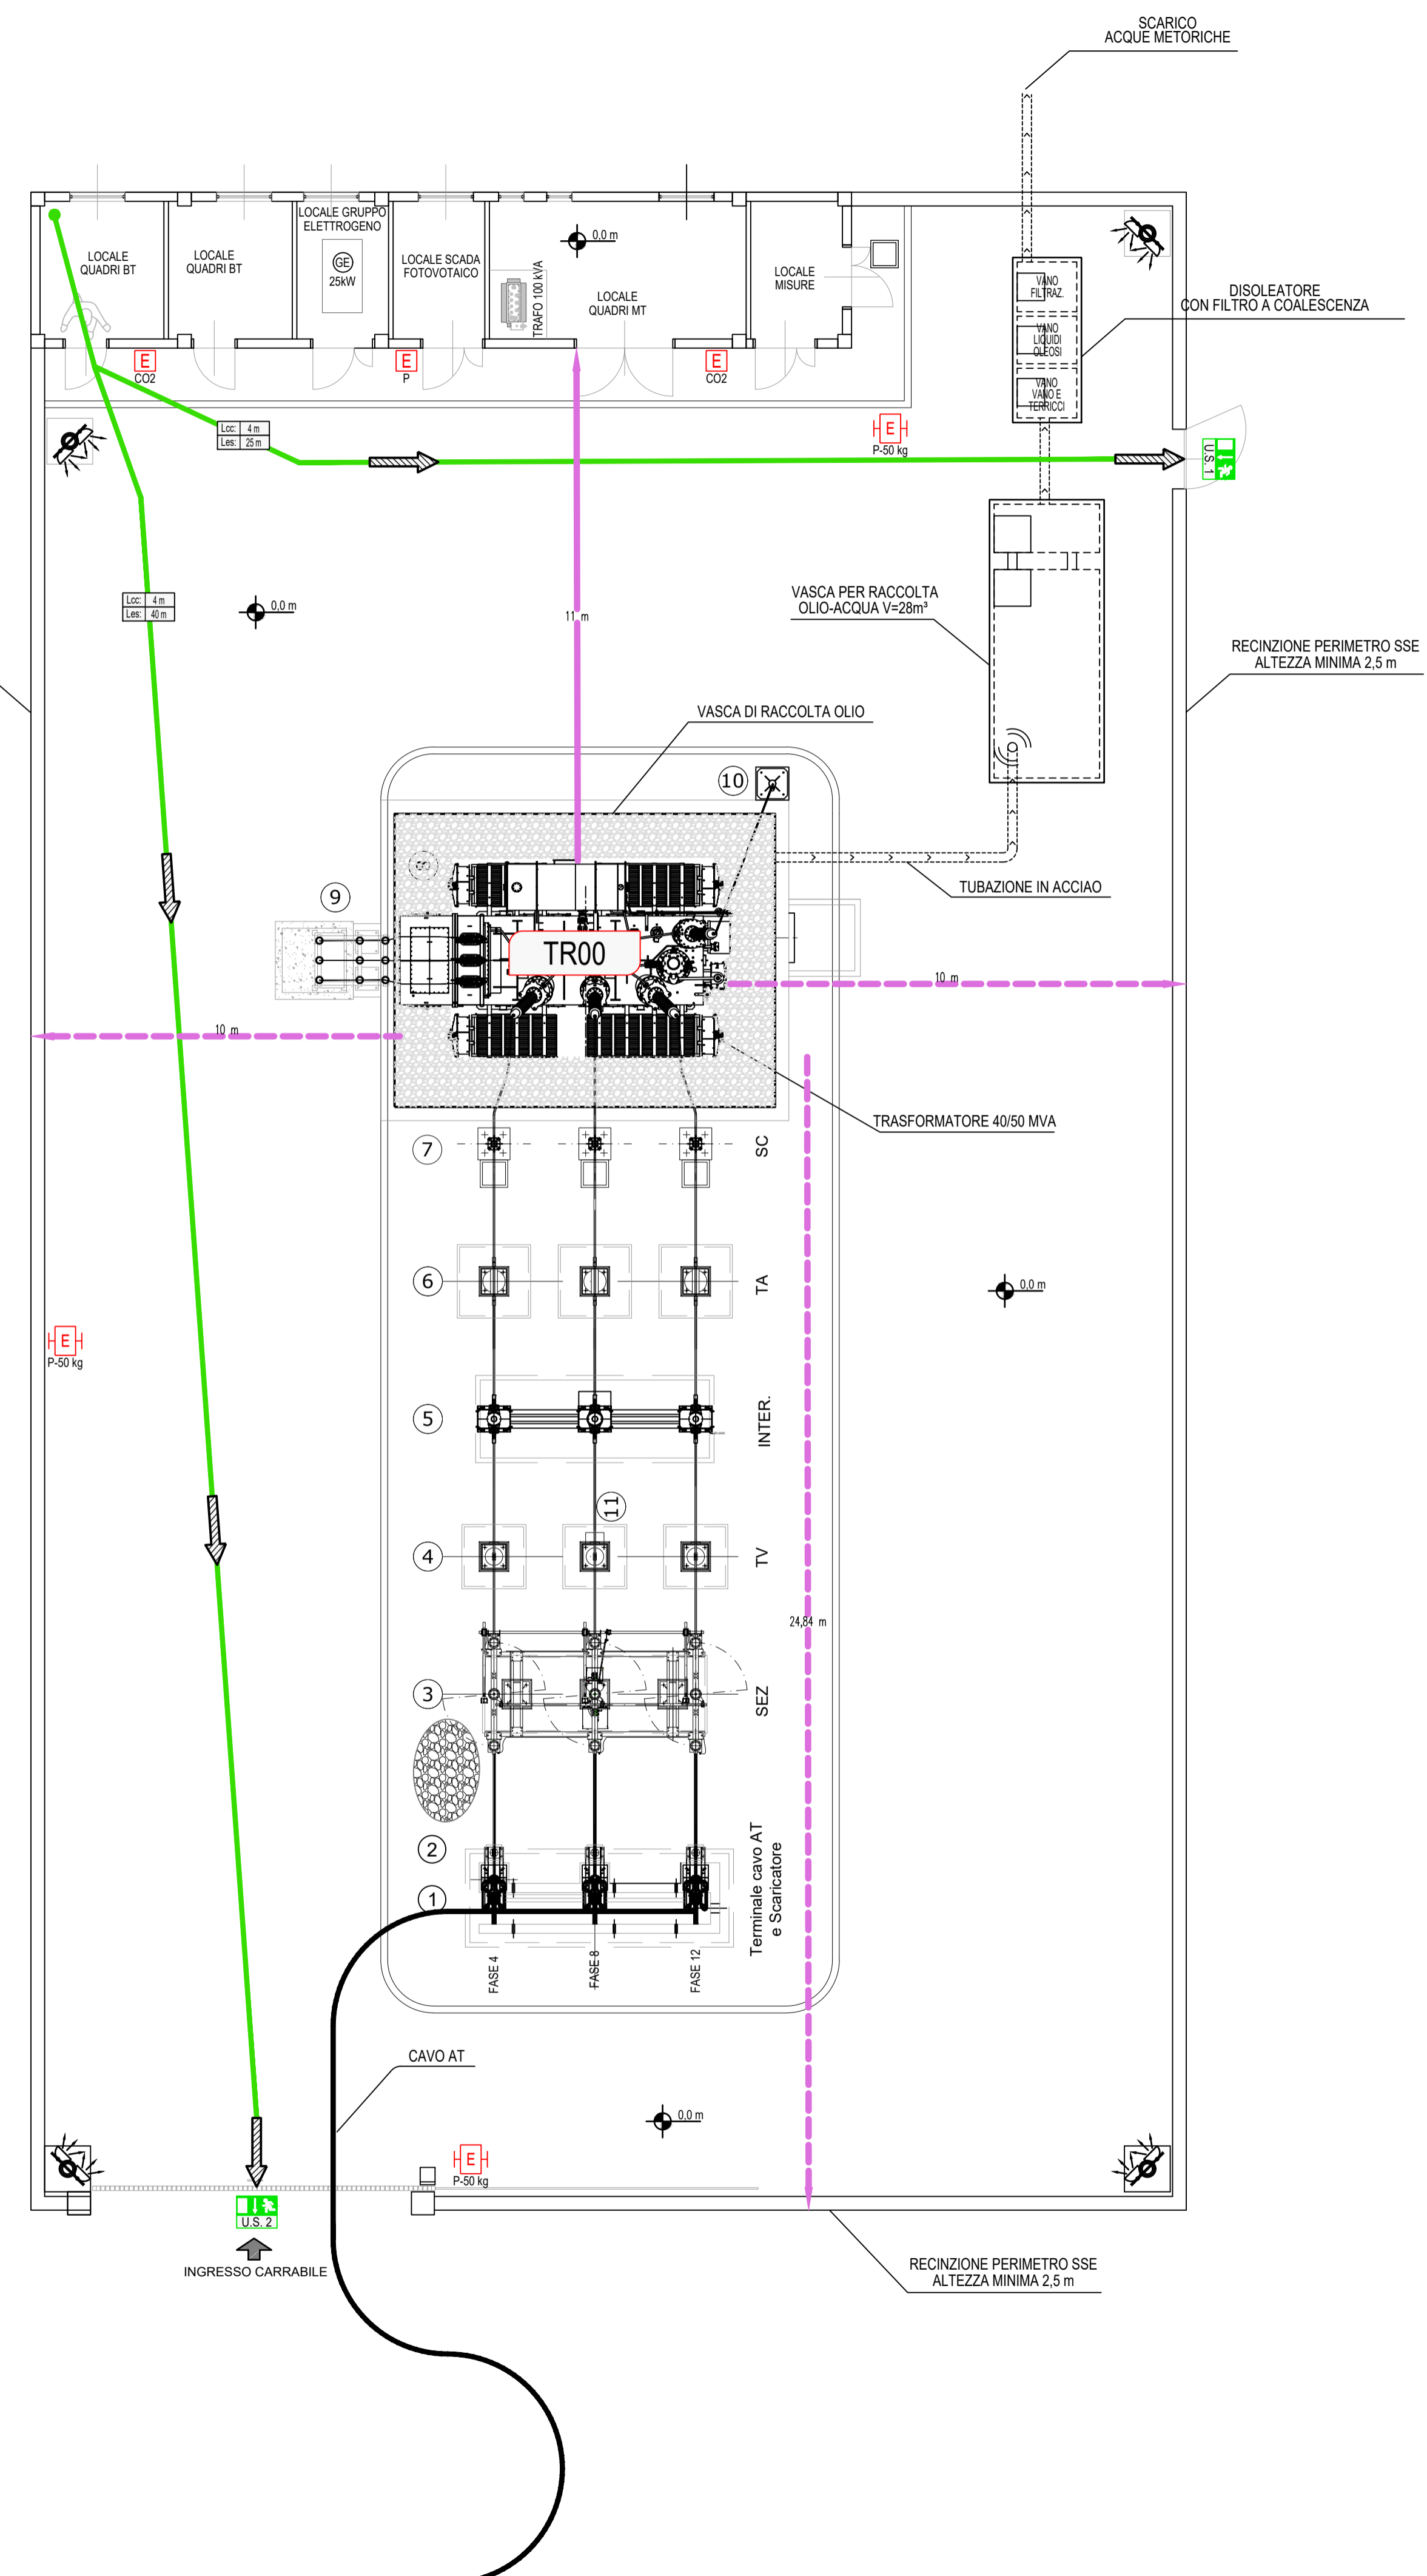 SCARICO
ACQUE METORICHE
LOCALE GRUPPO
ELETTROGENO
GE
25kW
LOCALE
QUADRI BT
LOCALE
QUADRI BT
LOCALE SCADA
FOTOVOTAICO
TRAFO 100 kVA
0,0 m
LOCALE
QUADRI MT
LOCALE
MISURE
VANO
FILTRAZ.
VANO
LIQUIDI
OLEOSI
VANO
VANO E
TERRICCI
DISOLEATORE
CON FILTRO A COALESCENZA
E
CO2
E
P
E
CO2
E
P-50 kg
Lcc: 4 m
Les: 25 m
U.S. 1
Lcc: 4 m
Les: 40 m
0,0 m
11 m
VASCA PER RACCOLTA
OLIO-ACQUA V=28m³
RECINZIONE PERIMETRO SSE
ALTEZZA MINIMA 2,5 m
VASCA DI RACCOLTA OLIO
10
8
9
TUBAZIONE IN ACCIAO
TR00
10 m
10 m
TRASFORMATORE 40/50 MVA
7
SC
6
TA
0,0 m
E
P-50 kg
5
INTER.
11
4
TV
24,84 m
3
SEZ
2
1
Terminale cavo AT
e Scaricatore
FASE 4
FASE 8
FASE 12
CAVO AT
0,0 m
E
P-50 kg
U.S. 2
INGRESSO CARRABILE
RECINZIONE PERIMETRO SSE
ALTEZZA MINIMA 2,5 m